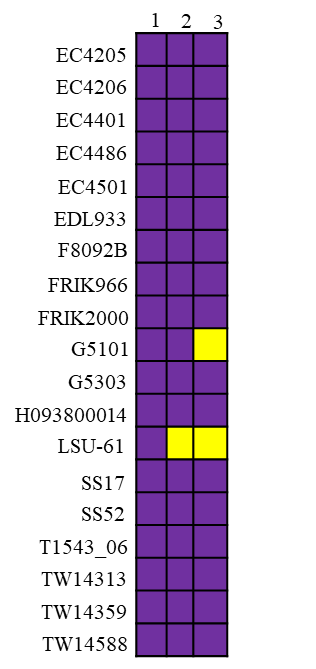 1 2 3
EC4205
EC4206
EC4401
EC4486
EC4501
EDL933
F8092B
FRIK966
FRIK2000
G5101
G5303
H093800014
LSU-61
SS17
SS52
T1543_06
TW14313
TW14359
TW14588